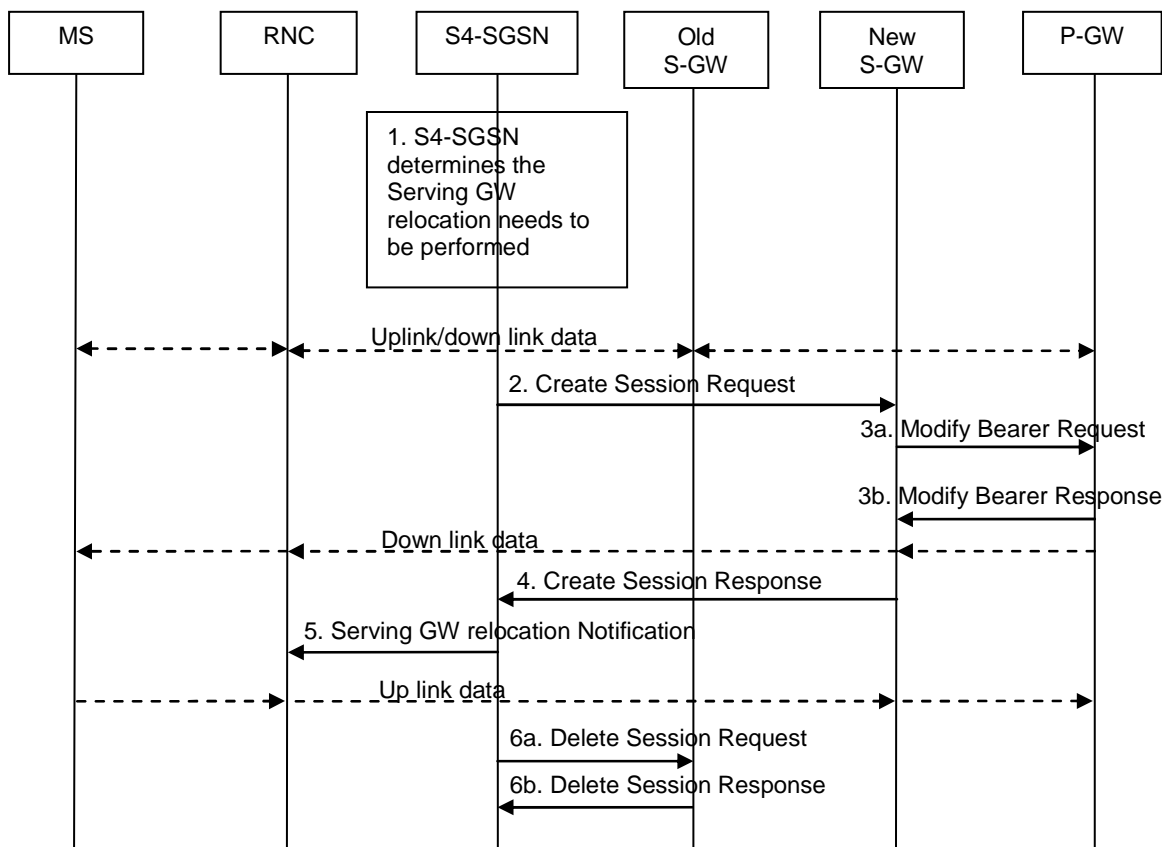 MS
RNC
S4-SGSN
Old
S-GW
New
S-GW
P-GW
1. S4-SGSN
determines the
Serving GW
relocation needs to
be performed
Uplink/down link data
2. Create Session Request
3a. Modify Bearer Request
3b. Modify Bearer Response
Down link data
4. Create Session Response
5. Serving GW relocation Notification
Up link data
6a. Delete Session Request
6b. Delete Session Response